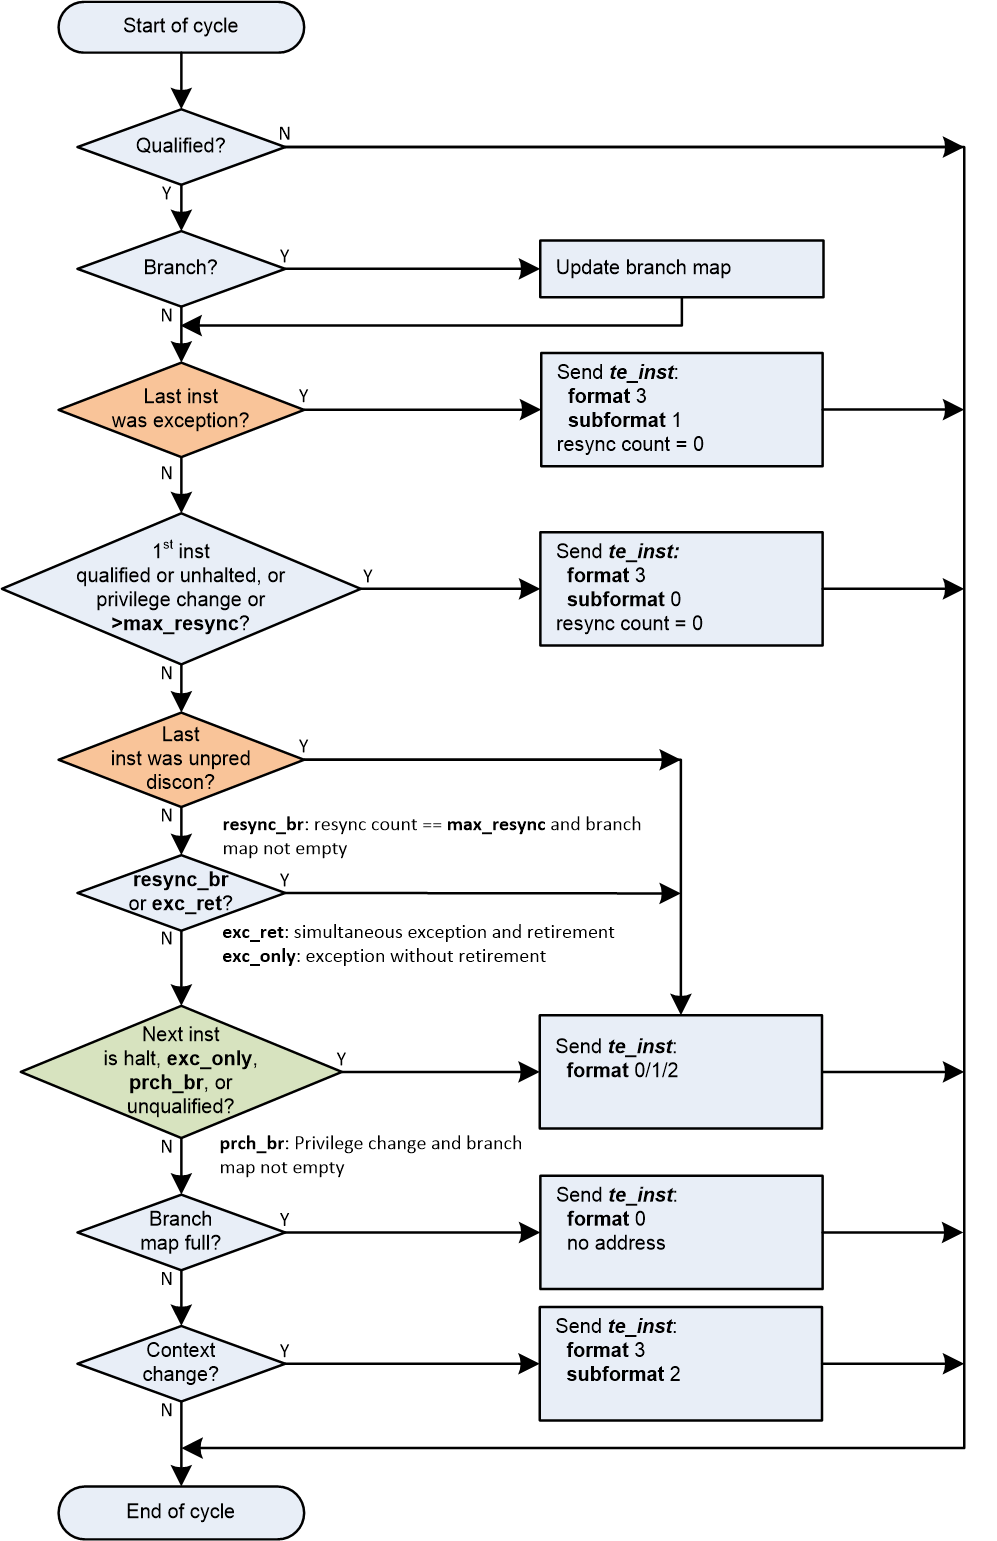 Start of cycle
Qualified?
N
Y
Branch?
Y
Update branch map
N
Last inst
was exception?
Y
Send te_inst:
format 3
subformat 1
resync count = 0
N
1st inst
qualified or unhalted, or
privilege change or
>max_resync?
Y
Send te_inst:
format 3
subformat 0
resync count = 0
N
Last
inst was unpred
discon?
Y
N
resync_br: resync count == max_resync and branch
map not empty
resync_br
or exc_ret?
Y
N
exc_ret: simultaneous exception and retirement
exc_only: exception without retirement
Next inst
is halt, exc_only,
prch_br, or
unqualified?
Y
Send te_inst:
format 0/1/2
N
prch_br: Privilege change and branch
map not empty
Branch
map full?
Y
Send te_inst:
format 0
no address
N
Context
change?
Y
Send te_inst:
format 3
subformat 2
N
End of cycle